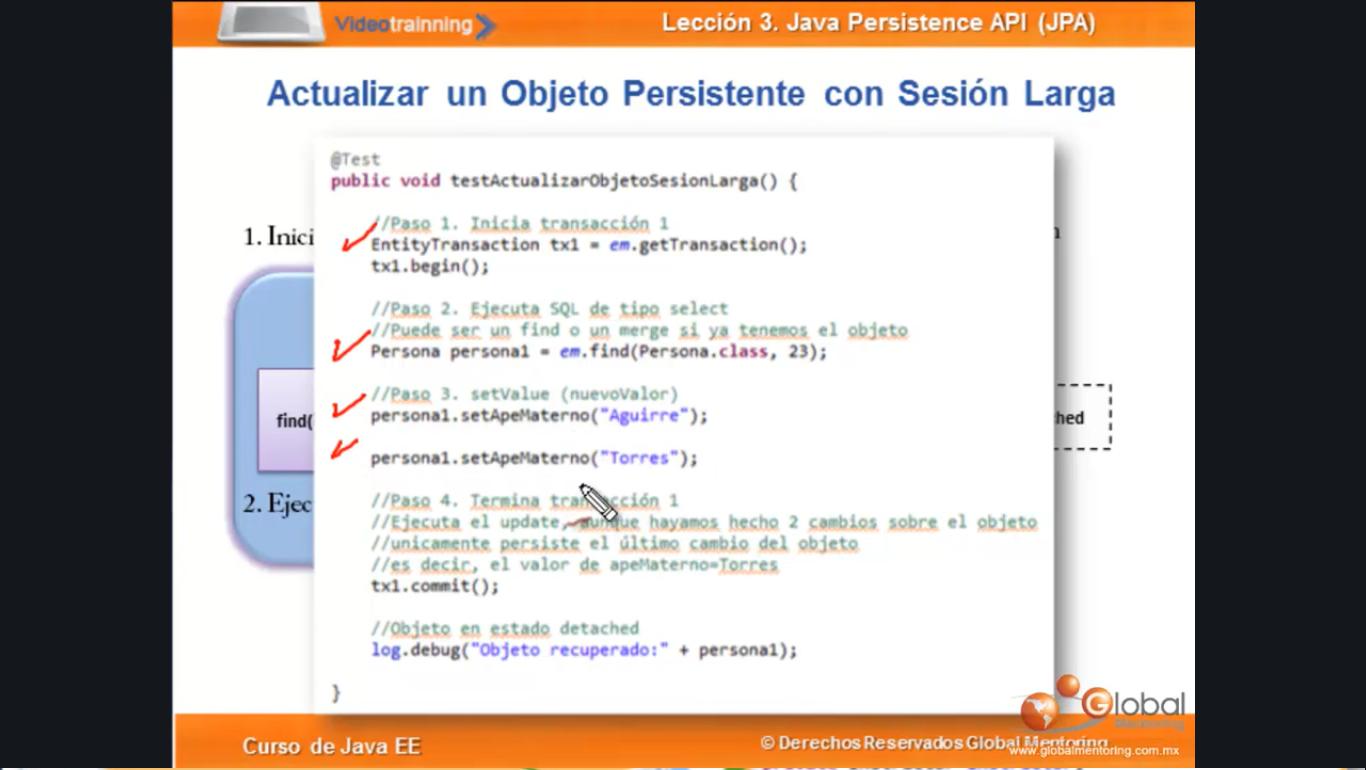 Videotrainning
Lección 3. Java Persistence API (JPA)
Actualizar un Objeto Persistente con Sesión Larga
@Test
public void testActualizarObjetoSesionLarga() {
//Paso 1. Inicia transacción 1
1. Inici
EntityTransaction tx1 = em.getTransaction();
tx1.begin();
//Paso 2. Ejecuta SQL de tipo select
//Puede ser un find o un merge si ya tenemos el objeto
Persona persona1 = em.find(Persona.class, 23);
//Paso 3. setValue (nuevoValor)
persona1.setApeMaterno("Aguirre");
find(
hed
persona1.setApeMaterno("Torres");
2. Ejec
//Paso 4. Termina transacción 1
//Ejecuta el update, aunque hayamos hecho 2 cambios sobre el objeto
//unicamente persiste el último cambio del objeto
//es decir, el valor de apeMaterno=Torres
tx1.commit();
//Objeto en estado detached
log.debug("Objeto recuperado:" + persona1);
}
Global
Mentoring
Curso de Java EE
© Derechos Reservados Global Mentoring
www.globalmentoring.com.mx